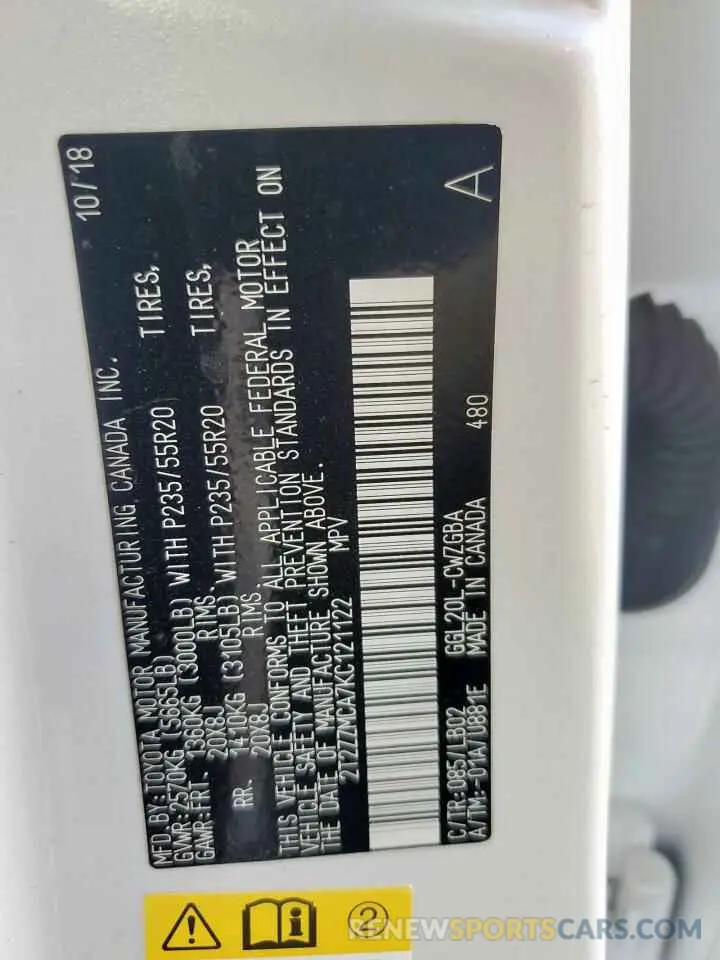 MFD. BY: TOYOTA MOTOR MANUFACTURING CANADA INC. 10/18
GVWR: 2570KG (5665LB)
GAWR: FRT. 1360KG (3000LB) WITH P235/55R20 TIRES,
20X8J RIMS.
RR. 1410KG (3105LB) WITH P235/55R20 TIRES,
20X8J RIMS.
THIS VEHICLE CONFORMS TO ALL APPLICABLE FEDERAL MOTOR
VEHICLE SAFETY AND THEFT PREVENTION STANDARDS IN EFFECT ON
THE DATE OF MANUFACTURE SHOWN ABOVE.
2T2ZZMCA7KC121122 MPV
A
C/TR: 085/LB02 GGL20L-CWZGBA
A/TM: -01A/U881E MADE IN CANADA 480
2
RENEWSPORTSCARS.COM